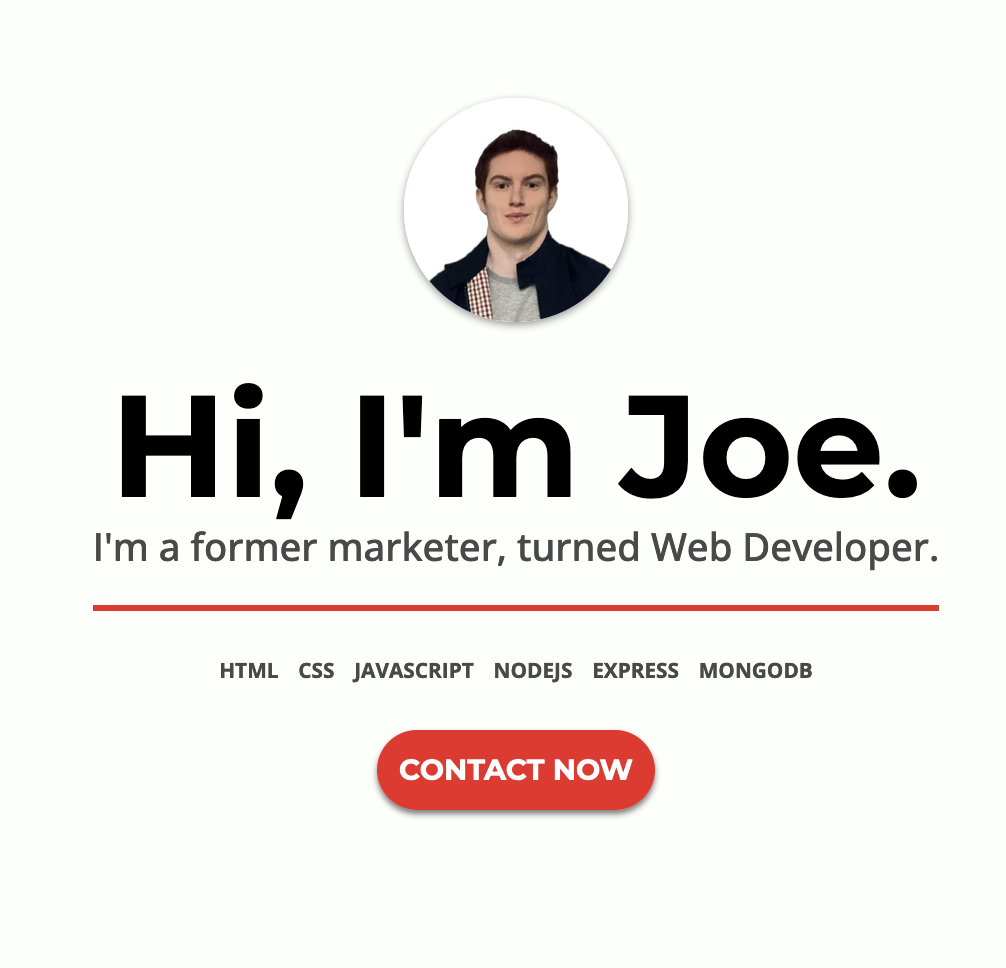 Hi, I'm Joe.
I'm a former marketer, turned Web Developer.
HTML CSS JAVASCRIPT NODEJS EXPRESS MONGODB
CONTACT NOW